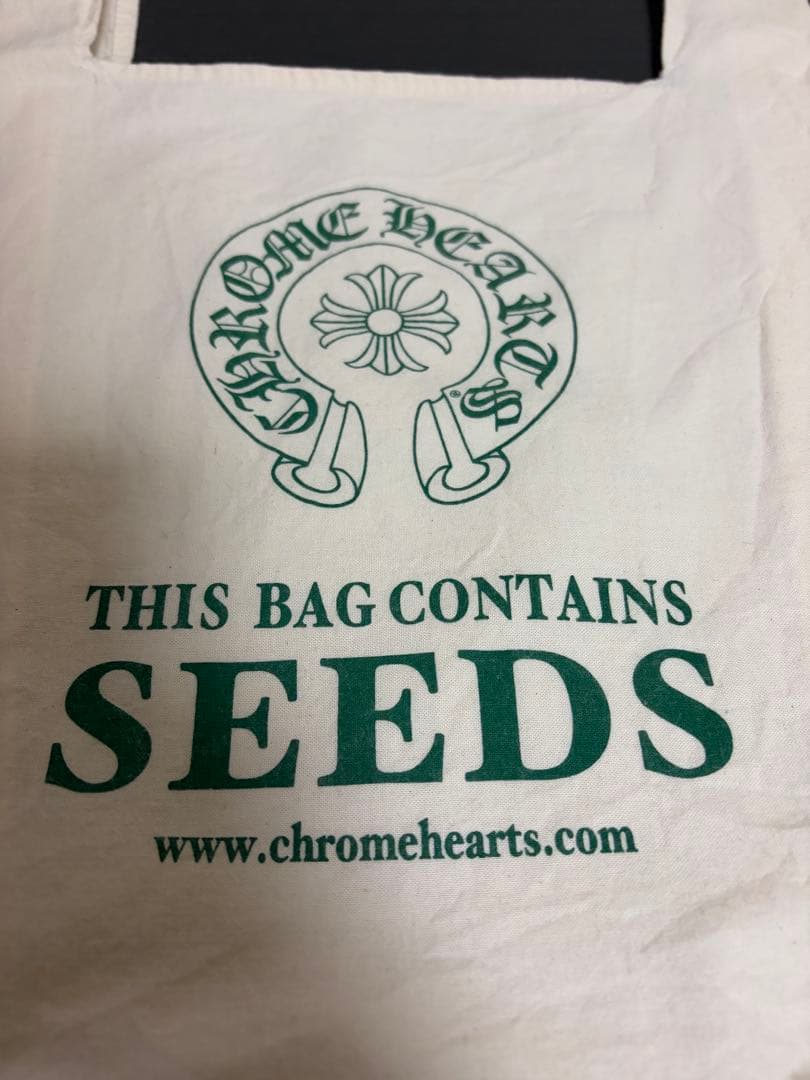 CHROME HEARTS®
THIS BAG CONTAINS
SEEDS
www.chromehearts.com